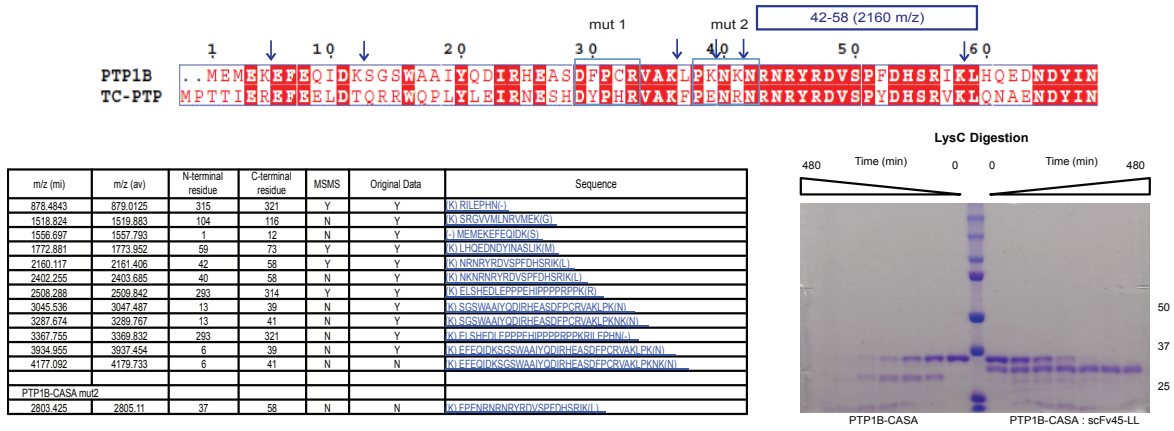 42-58 (2160 m/z)
mut 1 mut 2
1 10 20 30 40 50 60
PTP1B ..MEMEKEFEQIDKSGSWAAIYQDIRHEASDFPCRVAKLPKNKNRNRYRDVSPFDHSRIKLHQEDNDYIN
TC-PTP MPTTIEREFEELDTQRRWQPLYLEIRNESHDYPHRVAKFPENRNRNRYRDVSPYDHSRVKLQNAENDYIN
m/z (mi) m/z (av) N-terminal residue C-terminal residue MSMS Original Data Sequence
878.4843 879.0125 315 321 Y Y (K) RILEPHN(-)
1518.824 1519.883 104 116 N Y (K) SRGVVMLNRVMEK(G)
1556.697 1557.793 1 12 N Y (-) MEMEKEFEQIDK(S)
1772.881 1773.952 59 73 Y Y (K) LHQEDNDYINASLIK(M)
2160.117 2161.406 42 58 Y Y (K) NRNRYRDVSPFDHSRIK(L)
2402.255 2403.685 40 58 N Y (K) NKNRNRYRDVSPFDHSRIK(L)
2508.288 2509.842 293 314 Y Y (K) ELSHEDLEPPPEHIPPPPRPPK(R)
3045.536 3047.487 13 39 N Y (K) SGSWAAIYQDIRHEASDFPCRVAKLPK(N)
3287.674 3289.767 13 41 N Y (K) SGSWAAIYQDIRHEASDFPCRVAKLPKNK(N)
3367.755 3369.832 293 321 N Y (K) ELSHEDLEPPPEHIPPPPRPPKRILEPHN(-)
3934.955 3937.454 6 39 N Y (K) EFEQIDKSGSWAAIYQDIRHEASDFPCRVAKLPK(N)
4177.092 4179.733 6 41 N N (K) EFEQIDKSGSWAAIYQDIRHEASDFPCRVAKLPKNK(N)
PTP1B-CASA mut2
2803.425 2805.11 37 58 N N (K) FPENRNRNRYRDVSPFDHSRIK(L)
LysC Digestion
480 Time (min) 0 0 Time (min) 480
50
37
25
PTP1B-CASA PTP1B-CASA : scFv45-LL